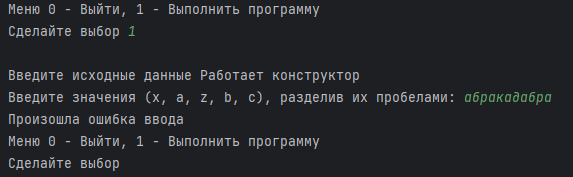 Меню 0 - Выйти, 1 - Выполнить программу
Сделайте выбор 1
Введите исходные данные Работает конструктор
Введите значения (x, a, z, b, c), разделив их пробелами: абракадабра
Произошла ошибка ввода
Меню 0 - Выйти, 1 - Выполнить программу
Сделайте выбор